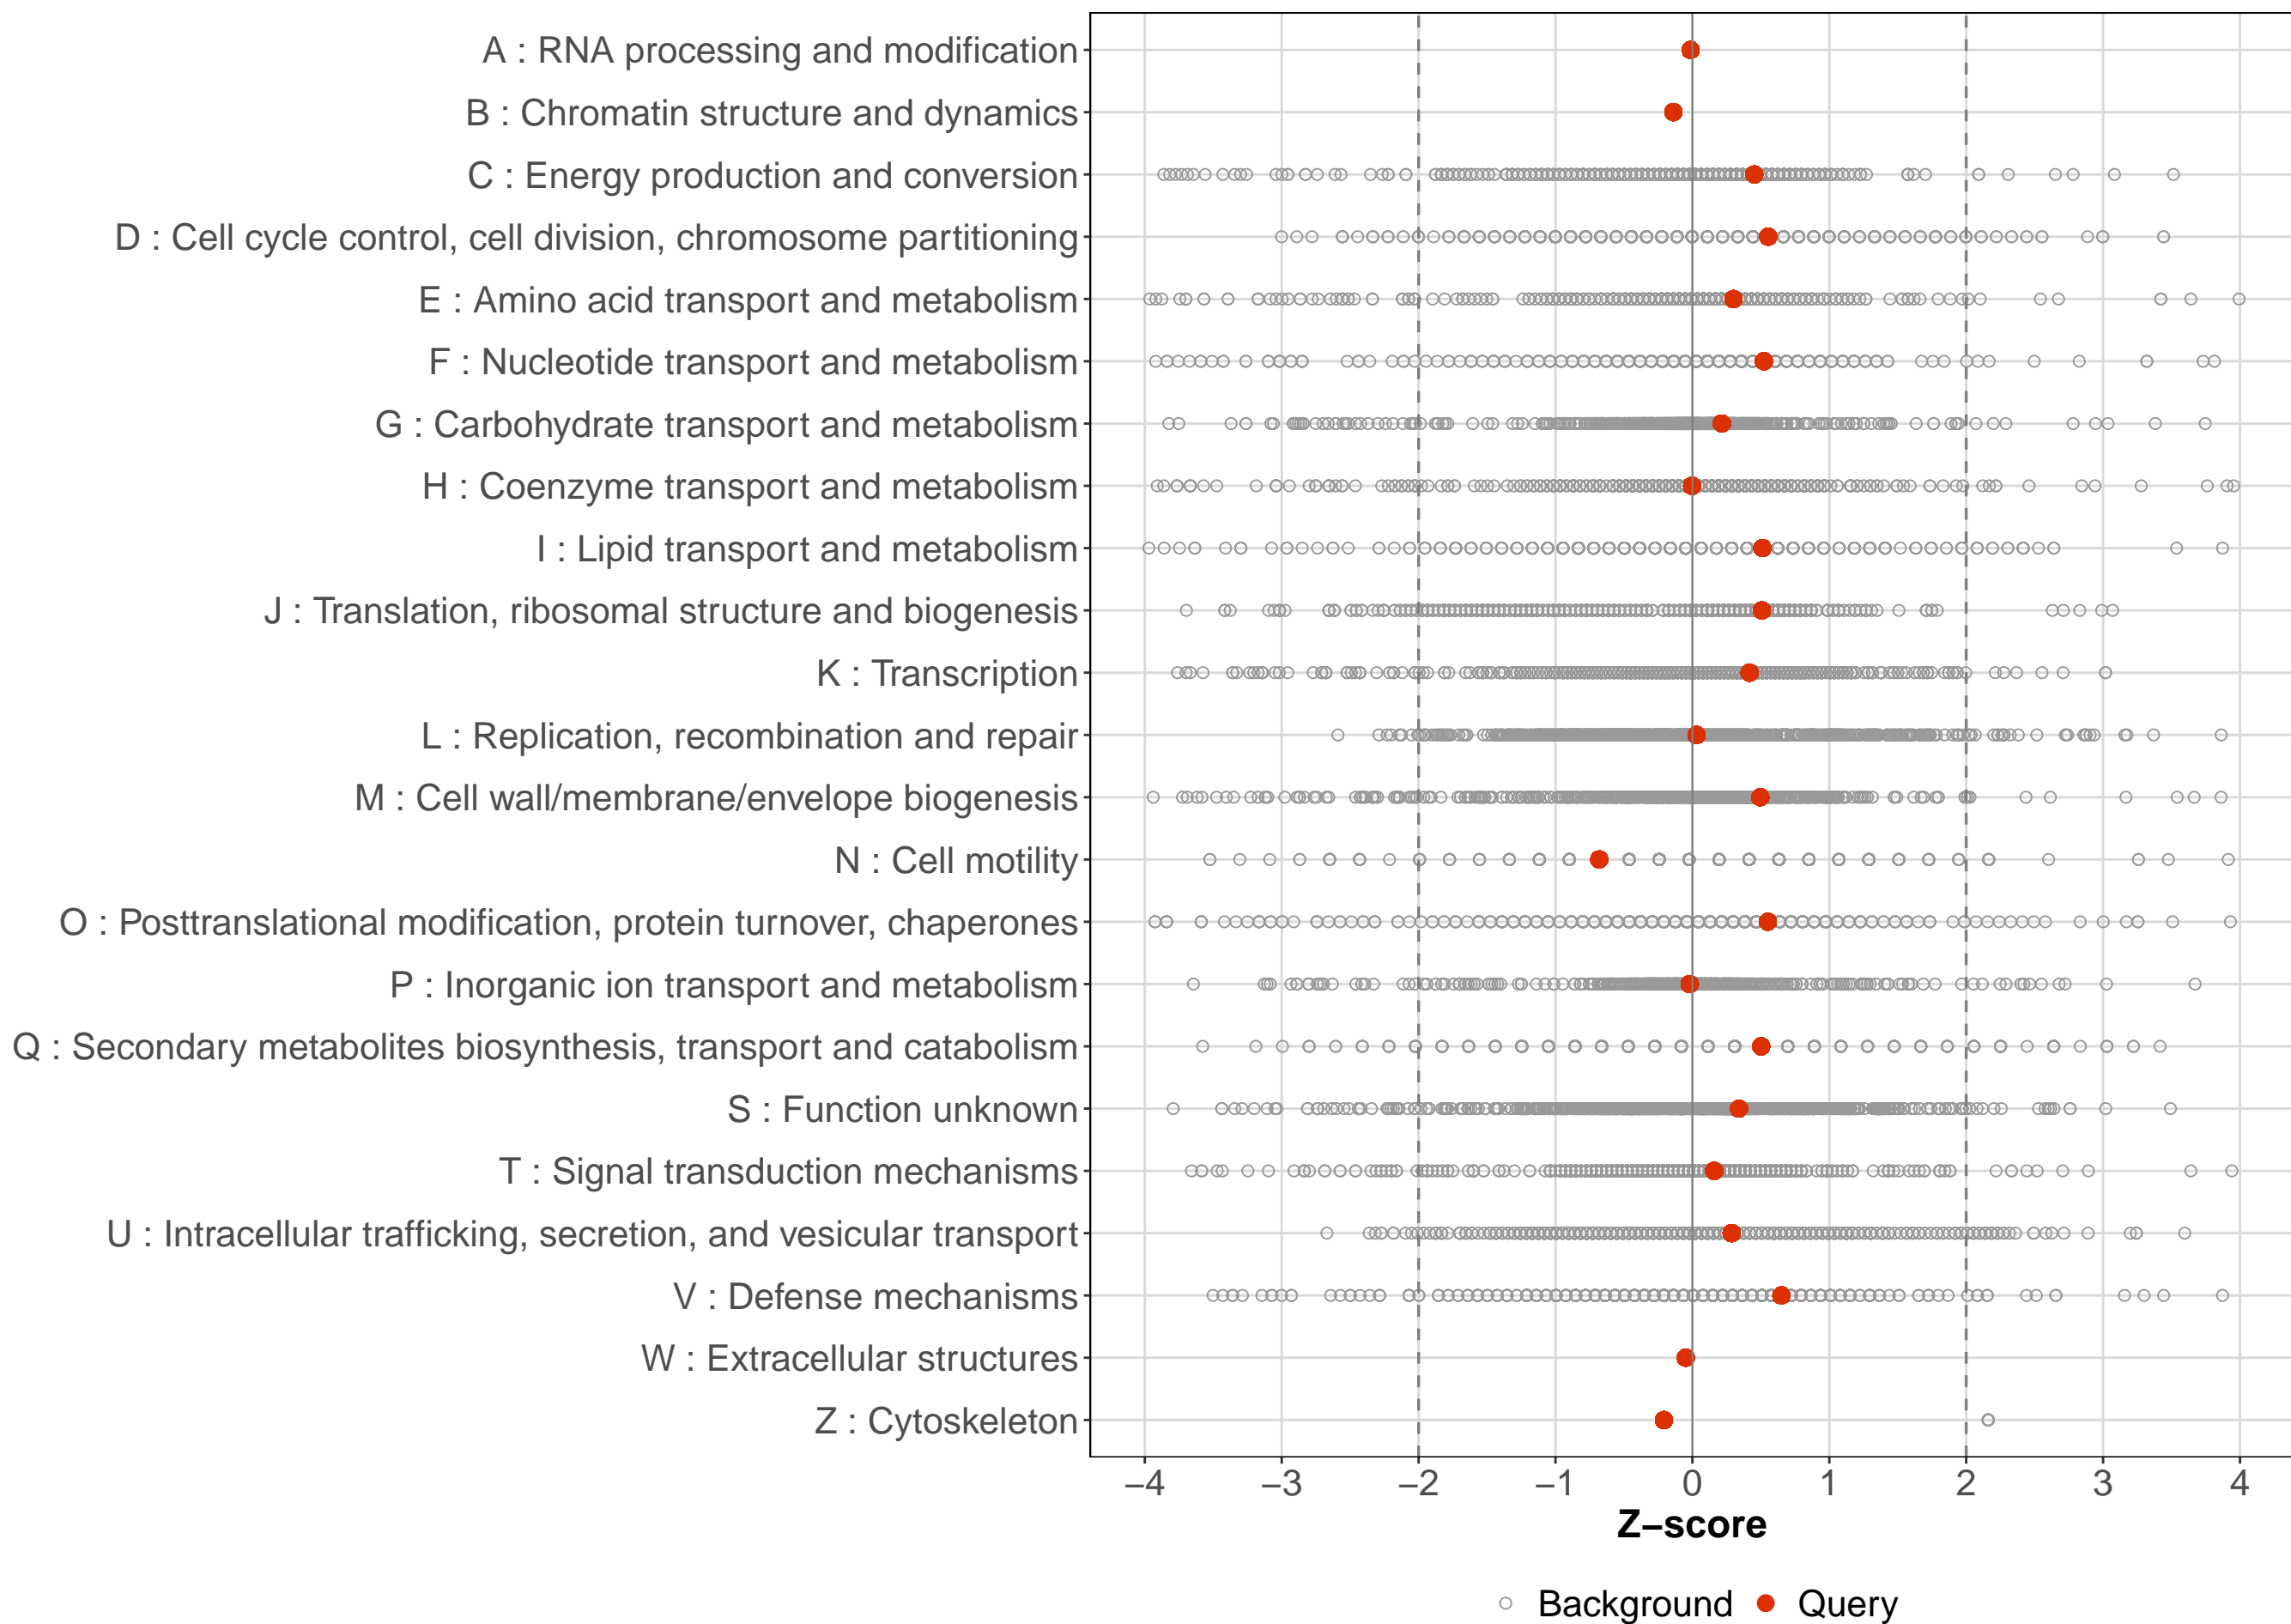 A : RNA processing and modification
B : Chromatin structure and dynamics
C : Energy production and conversion
D : Cell cycle control, cell division, chromosome partitioning
E : Amino acid transport and metabolism
F : Nucleotide transport and metabolism
G : Carbohydrate transport and metabolism
H : Coenzyme transport and metabolism
I : Lipid transport and metabolism
J : Translation, ribosomal structure and biogenesis
K : Transcription
L : Replication, recombination and repair
M : Cell wall/membrane/envelope biogenesis
N : Cell motility
O : Posttranslational modification, protein turnover, chaperones
P : Inorganic ion transport and metabolism
Q : Secondary metabolites biosynthesis, transport and catabolism
S : Function unknown
T : Signal transduction mechanisms
U : Intracellular trafficking, secretion, and vesicular transport
V : Defense mechanisms
W : Extracellular structures
Z : Cytoskeleton
−4 −3 −2 −1 0 1 2 3 4
Z−score
Background Query